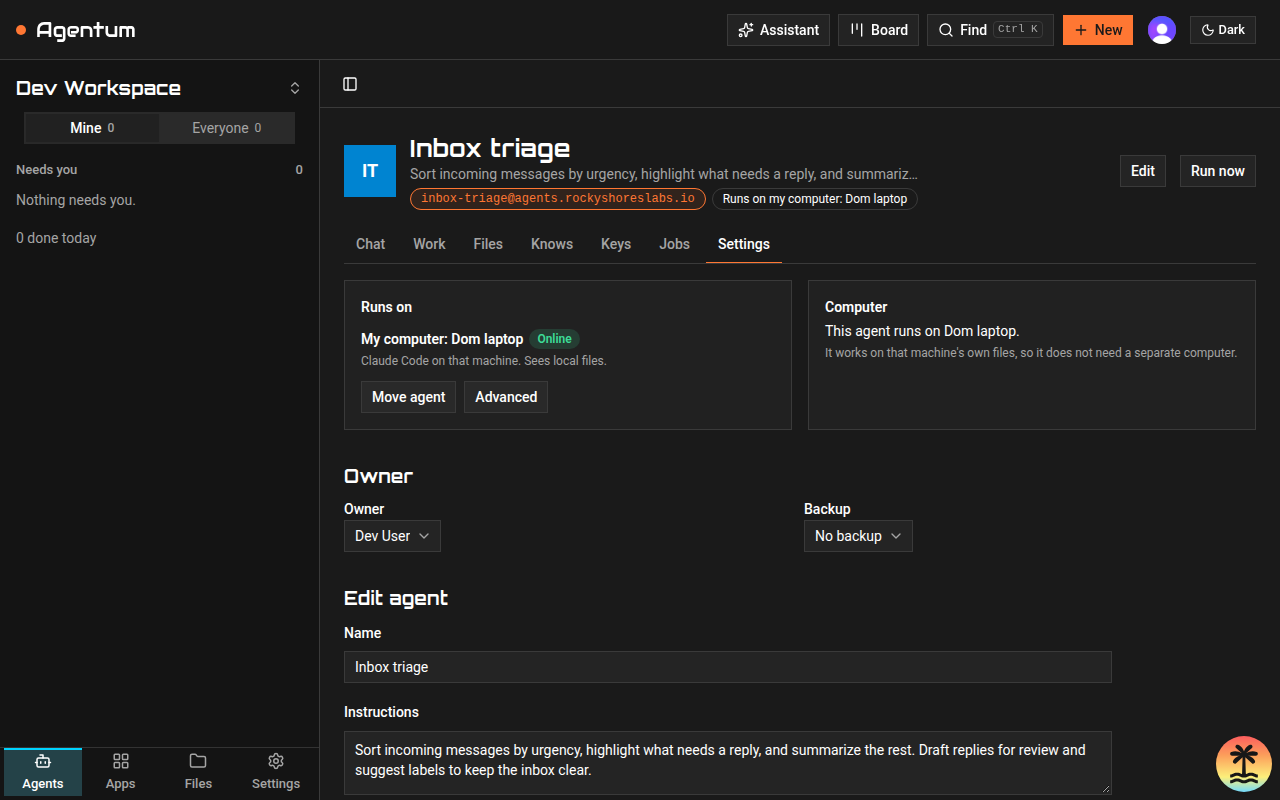 Agentum
Assistant
Board
Find Ctrl K
New
Dark
Dev Workspace
Mine 0
Everyone 0
Needs you 0
Nothing needs you.
0 done today
Agents
Apps
Files
Settings
IT
Inbox triage
Sort incoming messages by urgency, highlight what needs a reply, and summariz...
inbox-triage@agents.rockyshoreslabs.io
Runs on my computer: Dom laptop
Edit
Run now
Chat
Work
Files
Knows
Keys
Jobs
Settings
Runs on
My computer: Dom laptop Online
Claude Code on that machine. Sees local files.
Move agent
Advanced
Computer
This agent runs on Dom laptop.
It works on that machine's own files, so it does not need a separate computer.
Owner
Owner
Dev User
Backup
No backup
Edit agent
Name
Inbox triage
Instructions
Sort incoming messages by urgency, highlight what needs a reply, and summarize the rest. Draft replies for review and
suggest labels to keep the inbox clear.